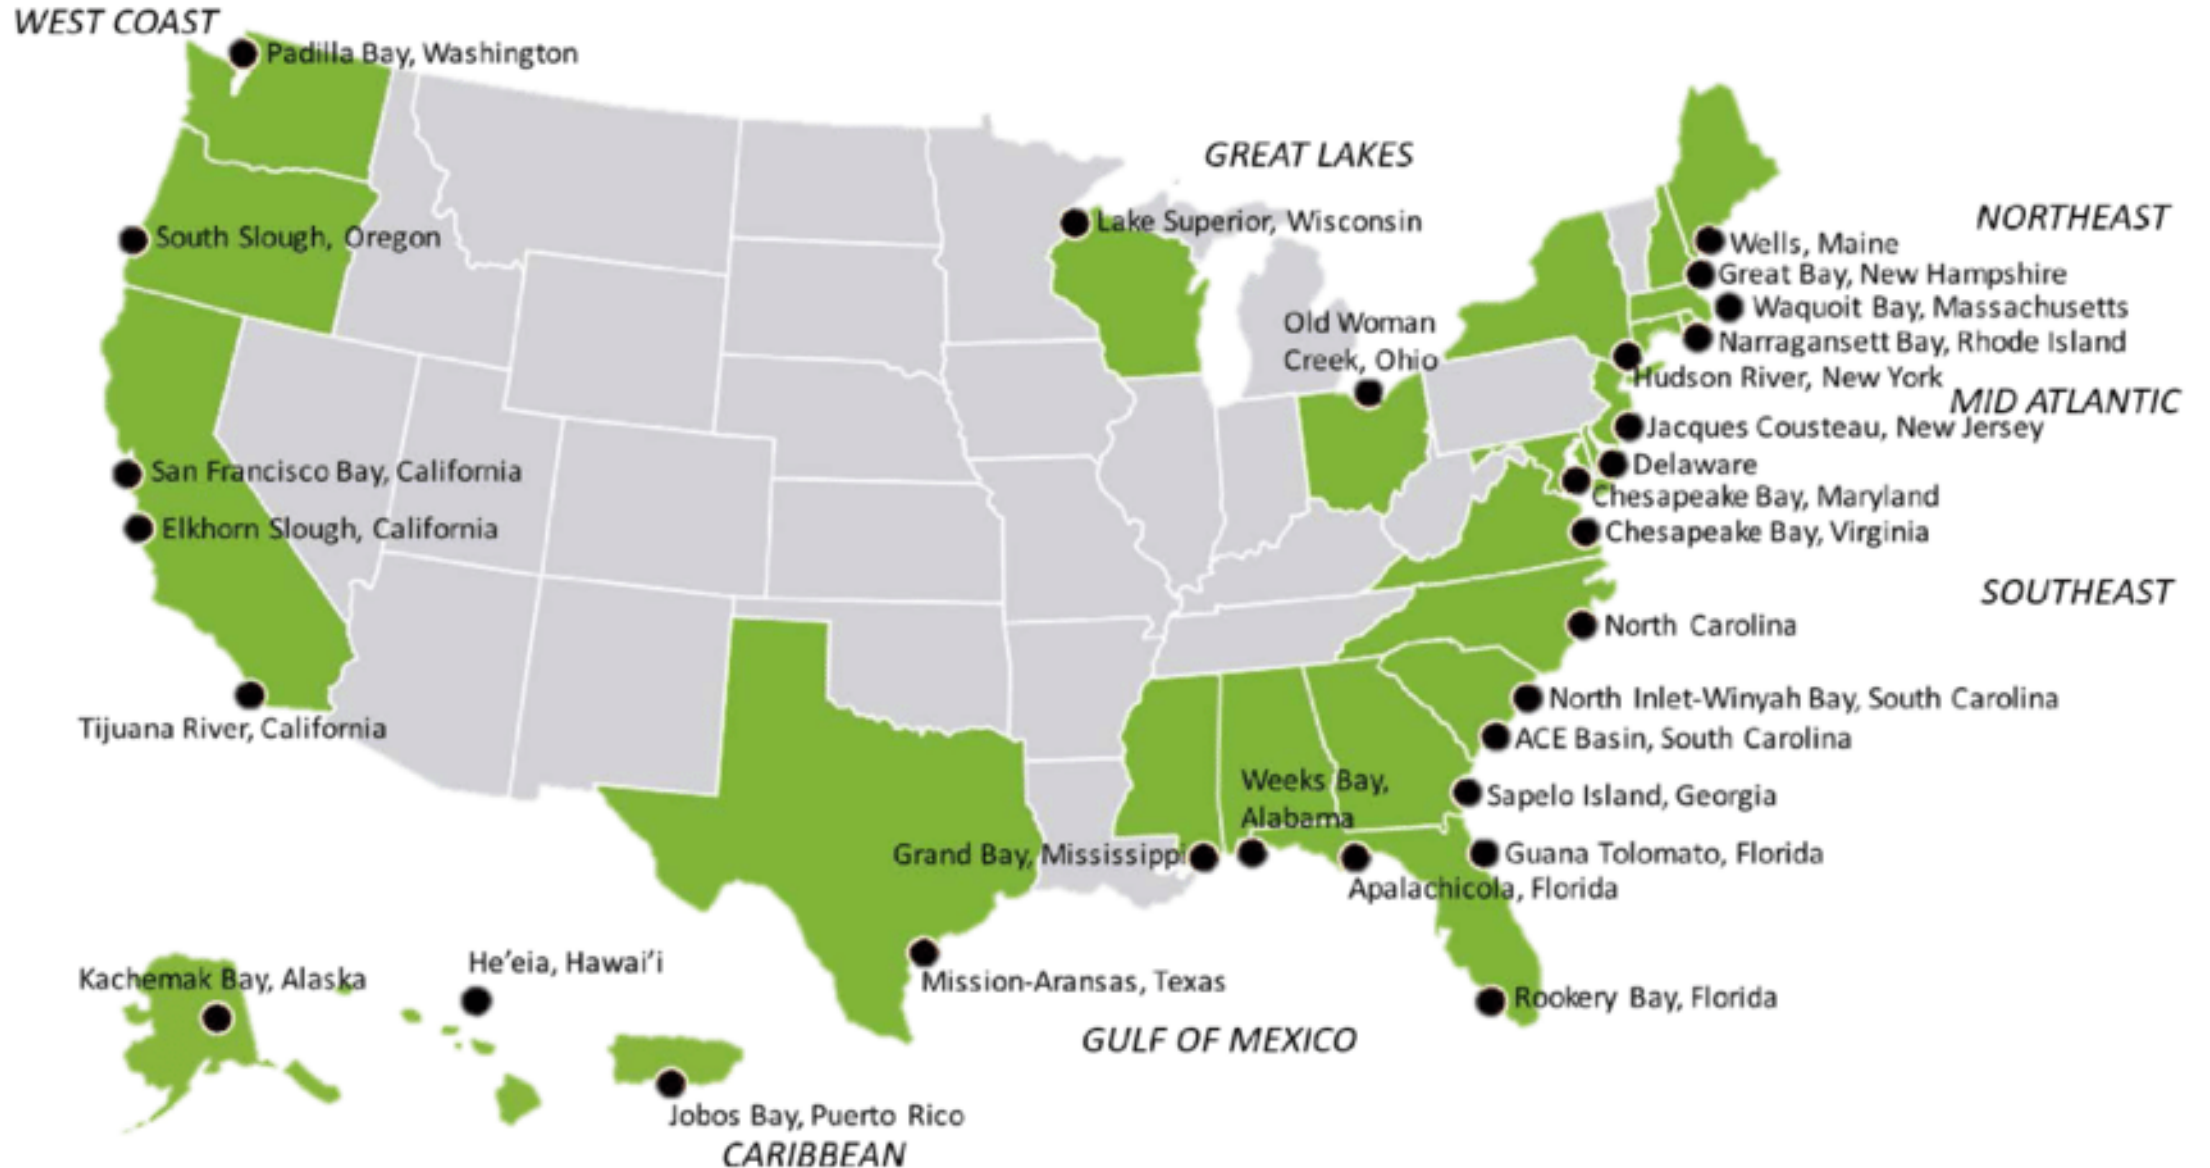 WEST COAST
Padilla Bay, Washington
GREAT LAKES
NORTHEAST
South Slough, Oregon
Lake Superior, Wisconsin
Wells, Maine
Great Bay, New Hampshire
Waquoit Bay, Massachusetts
Old Woman
Creek, Ohio
Narragansett Bay, Rhode Island
Hudson River, New York
MID ATLANTIC
Jacques Cousteau, New Jersey
Delaware
San Francisco Bay, California
Chesapeake Bay, Maryland
Elkhorn Slough, California
Chesapeake Bay, Virginia
SOUTHEAST
North Carolina
North Inlet-Winyah Bay, South Carolina
Tijuana River, California
ACE Basin, South Carolina
Weeks Bay,
Alabama
Sapelo Island, Georgia
Grand Bay, Mississippi
Guana Tolomato, Florida
Apalachicola, Florida
He’eia, Hawai’i
Kachemak Bay, Alaska
Mission-Aransas, Texas
Rookery Bay, Florida
GULF OF MEXICO
Jobos Bay, Puerto Rico
CARIBBEAN